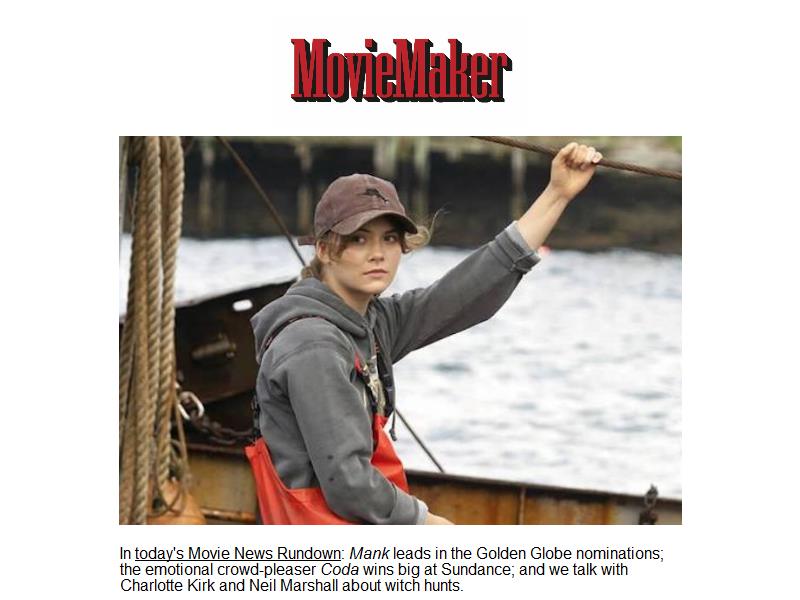 MovieMaker
In today's Movie News Rundown: Mank leads in the Golden Globe nominations;
the emotional crowd-pleaser Coda wins big at Sundance; and we talk with
Charlotte Kirk and Neil Marshall about witch hunts.